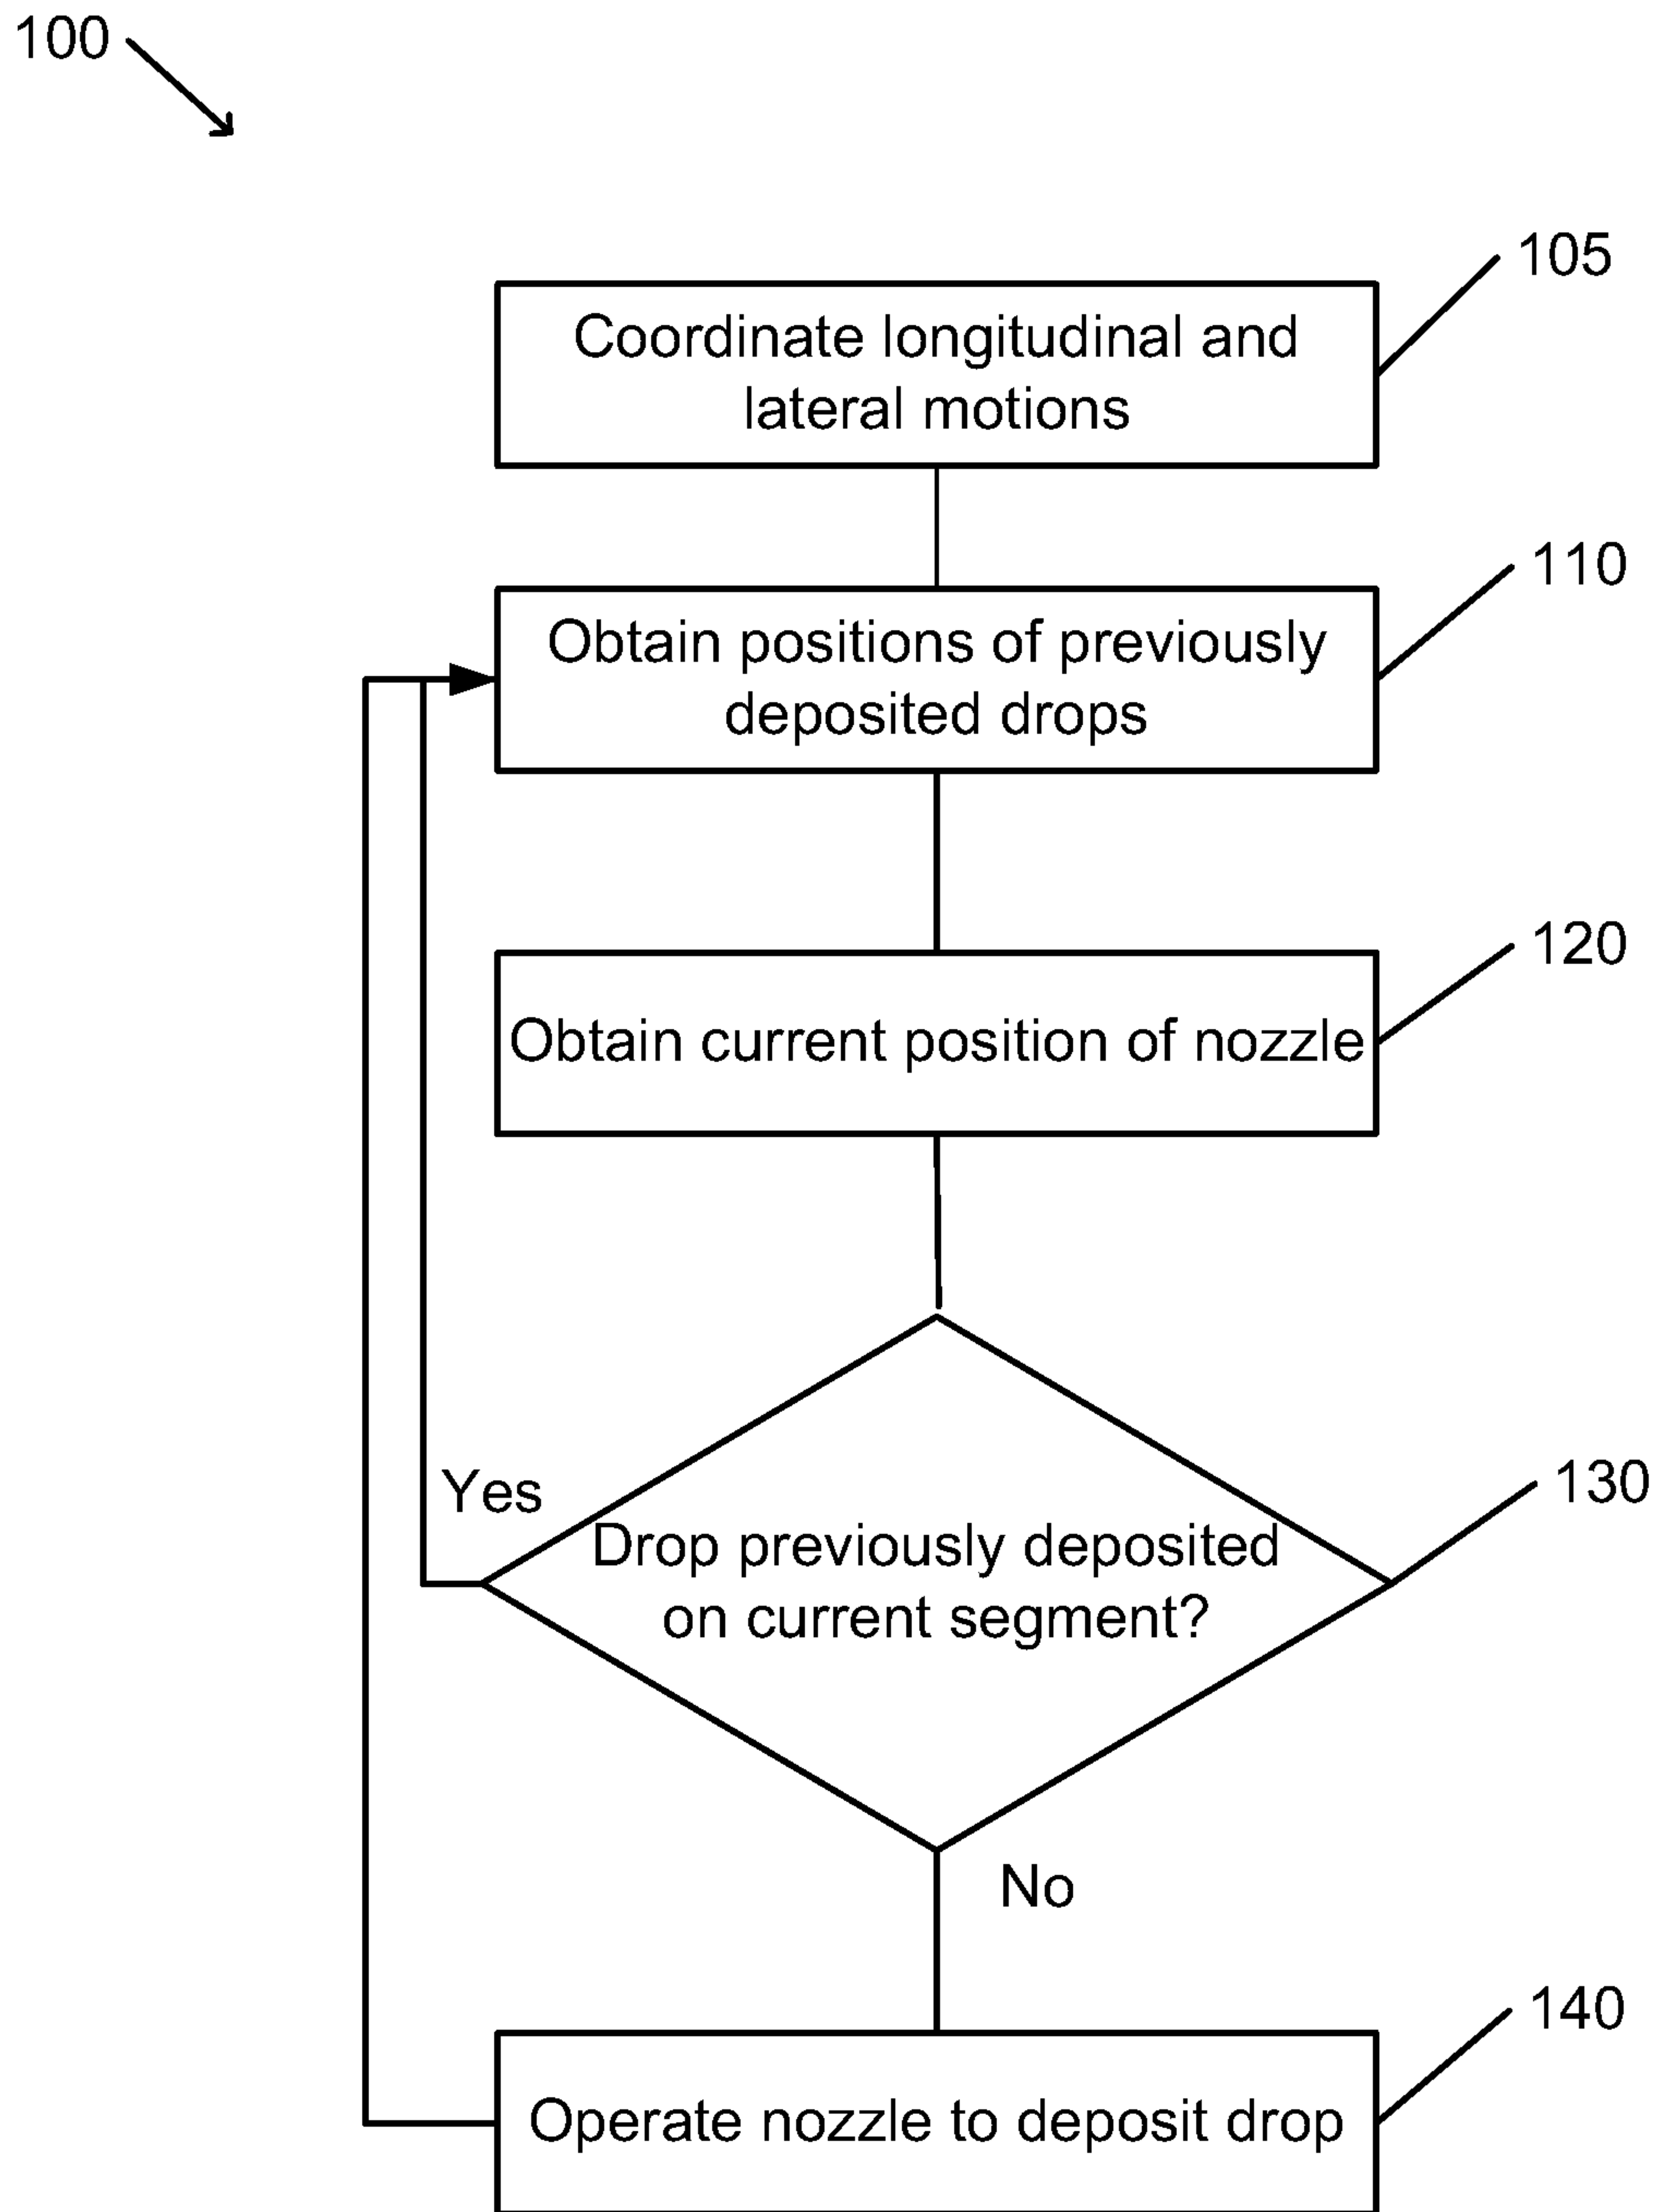 100
105
Coordinate longitudinal and
lateral motions
110
Obtain positions of previously
deposited drops
120
Obtain current position of nozzle
130
Yes
Drop previously deposited
on current segment?
No
140
Operate nozzle to deposit drop